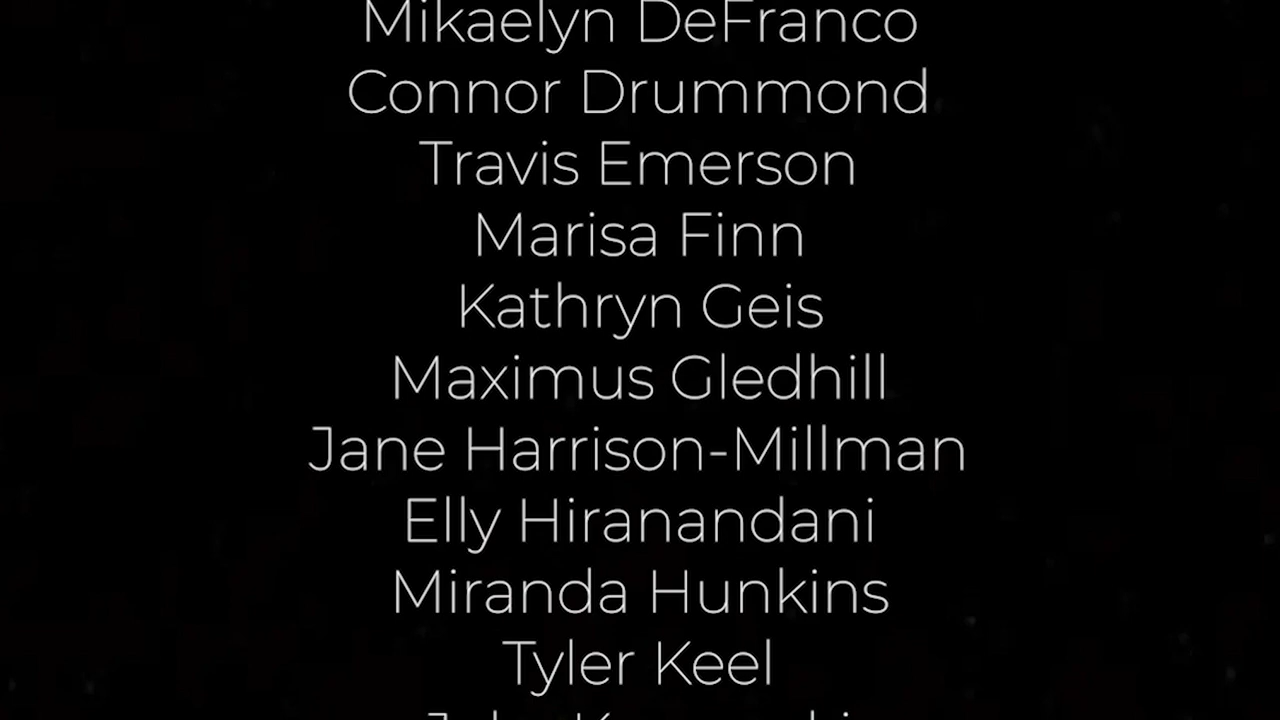 Mikaelyn DeFranco
Connor Drummond
Travis Emerson
Marisa Finn
Kathryn Geis
Maximus Gledhill
Jane Harrison-Millman
Elly Hiranandani
Miranda Hunkins
Tyler Keel